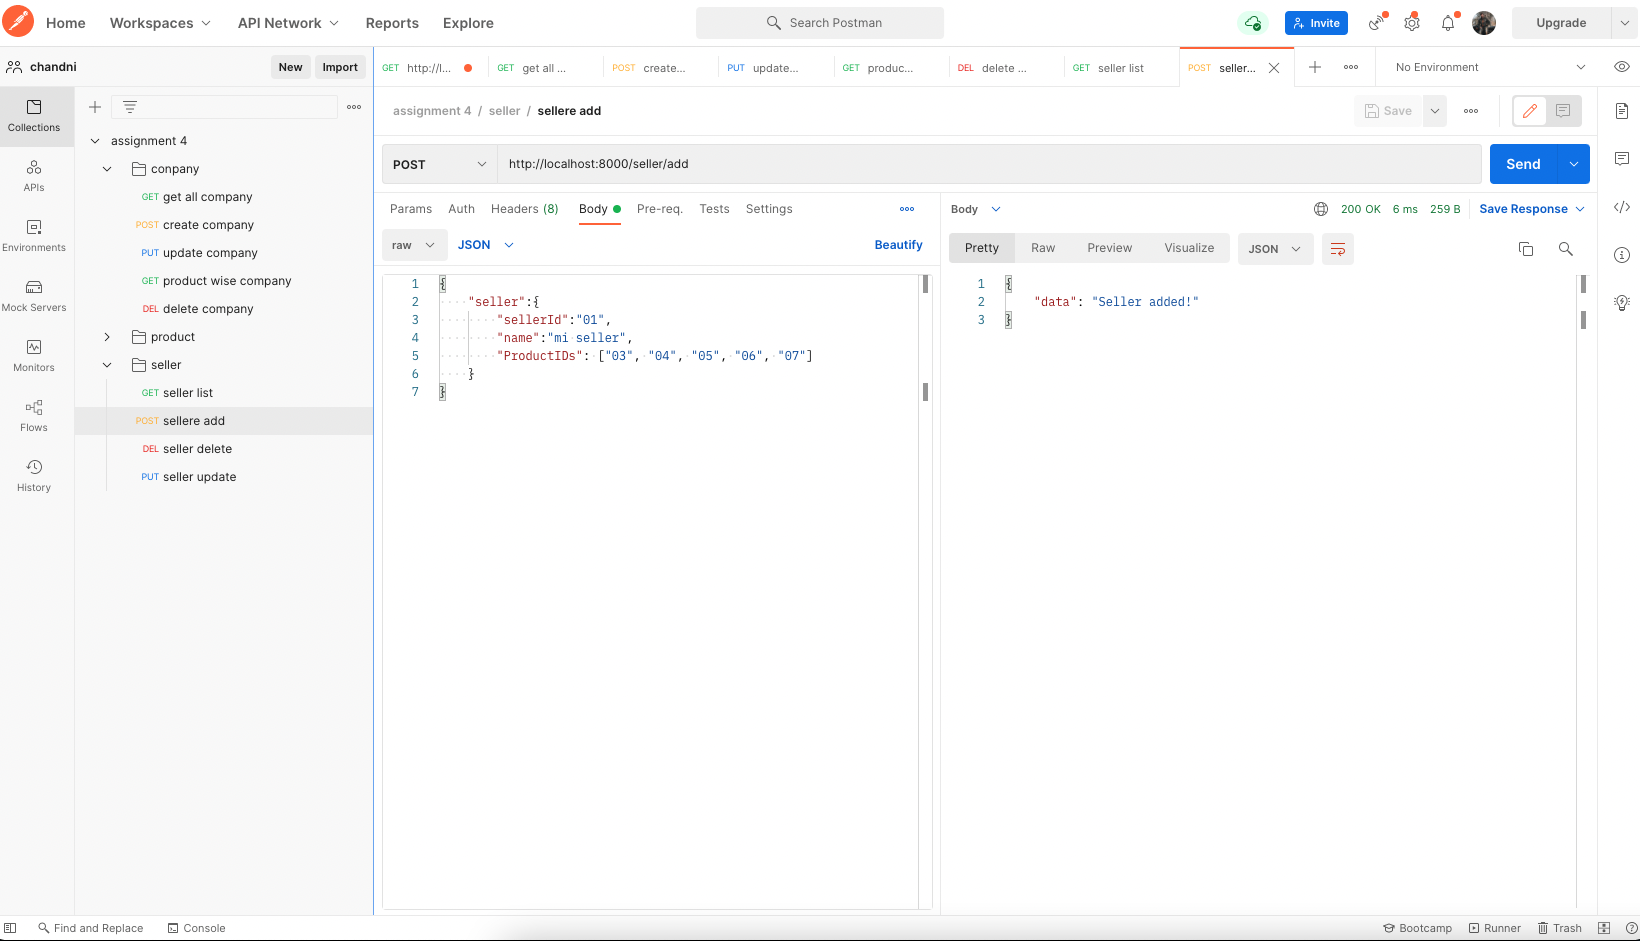 Home Workspaces API Network Reports Explore Search Postman Invite Upgrade
chandni New Import
GET http://l... GET get all ... POST create... PUT update... GET produc... DEL delete ... GET seller list POST seller... No Environment
Collections
APIs
Environments
Mock Servers
Monitors
Flows
History
assignment 4
conpany
GET get all company
POST create company
PUT update company
GET product wise company
DEL delete company
product
seller
GET seller list
POST sellere add
DEL seller delete
PUT seller update
assignment 4 / seller / sellere add Save
POST http://localhost:8000/seller/add Send
Params Auth Headers (8) Body Pre-req. Tests Settings
raw JSON Beautify
1 {
2 "seller":{
3 "sellerId":"01",
4 "name":"mi seller",
5 "ProductIDs": ["03", "04", "05", "06", "07"]
6 }
7 }
Body 200 OK 6 ms 259 B Save Response
Pretty Raw Preview Visualize JSON
1 {
2 "data": "Seller added!"
3 }
Find and Replace Console Bootcamp Runner Trash